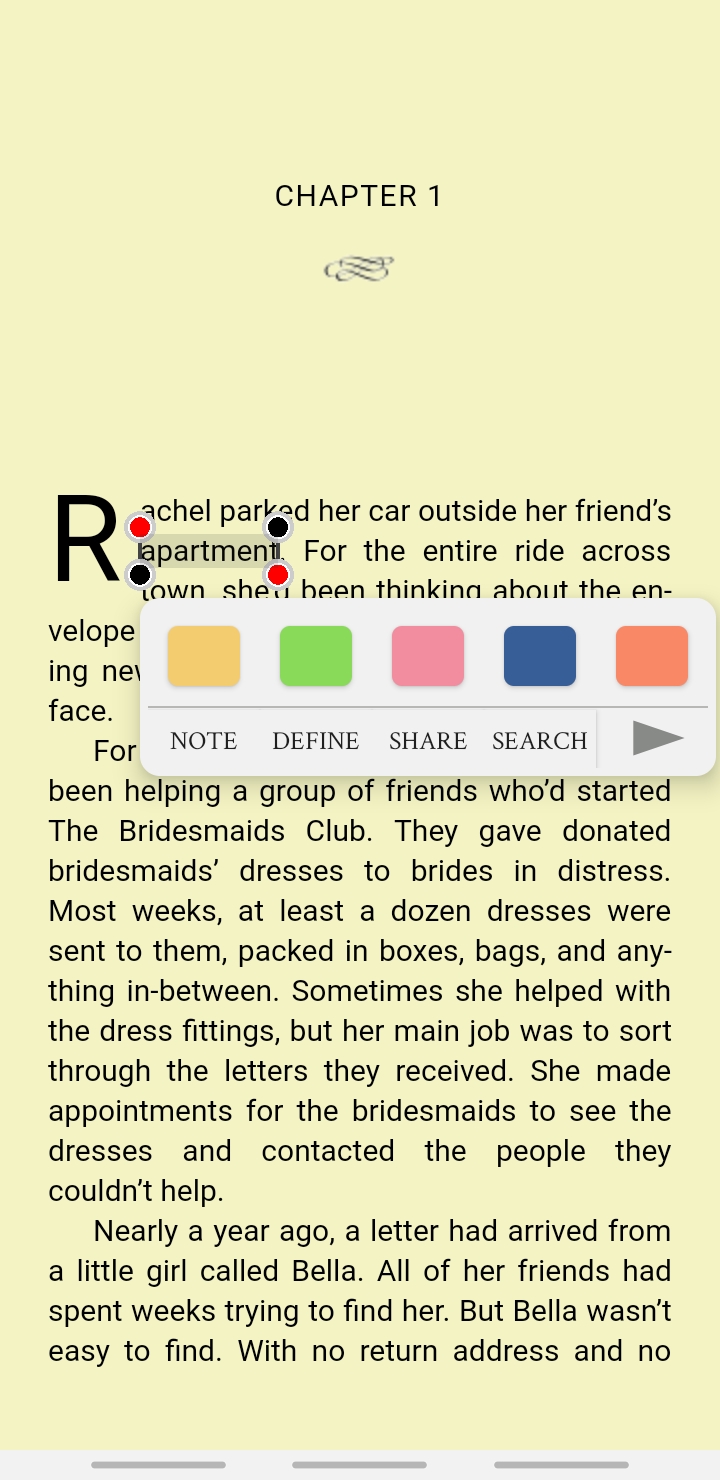 CHAPTER 1
Rachel parked her car outside her friend’s
apartment. For the entire ride across
town, she’d been thinking about the en-
velope
ing new
face.
For
NOTE DEFINE SHARE SEARCH
been helping a group of friends who’d started
The Bridesmaids Club. They gave donated
bridesmaids’ dresses to brides in distress.
Most weeks, at least a dozen dresses were
sent to them, packed in boxes, bags, and any-
thing in-between. Sometimes she helped with
the dress fittings, but her main job was to sort
through the letters they received. She made
appointments for the bridesmaids to see the
dresses and contacted the people they
couldn’t help.
Nearly a year ago, a letter had arrived from
a little girl called Bella. All of her friends had
spent weeks trying to find her. But Bella wasn’t
easy to find. With no return address and no